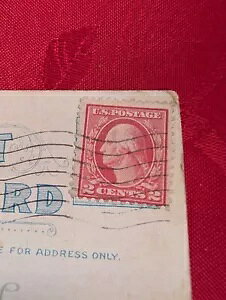 U.S. POSTAGE
2 CENTS 2
RD
E FOR ADDRESS ONLY.